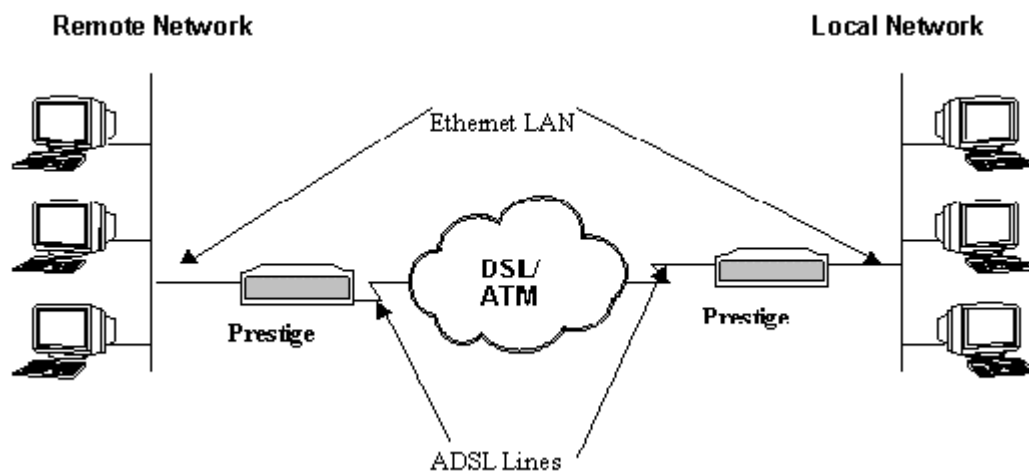 Remote Network
Local Network
Ethernet LAN
DSL/
ATM
Prestige
Prestige
ADSL Lines